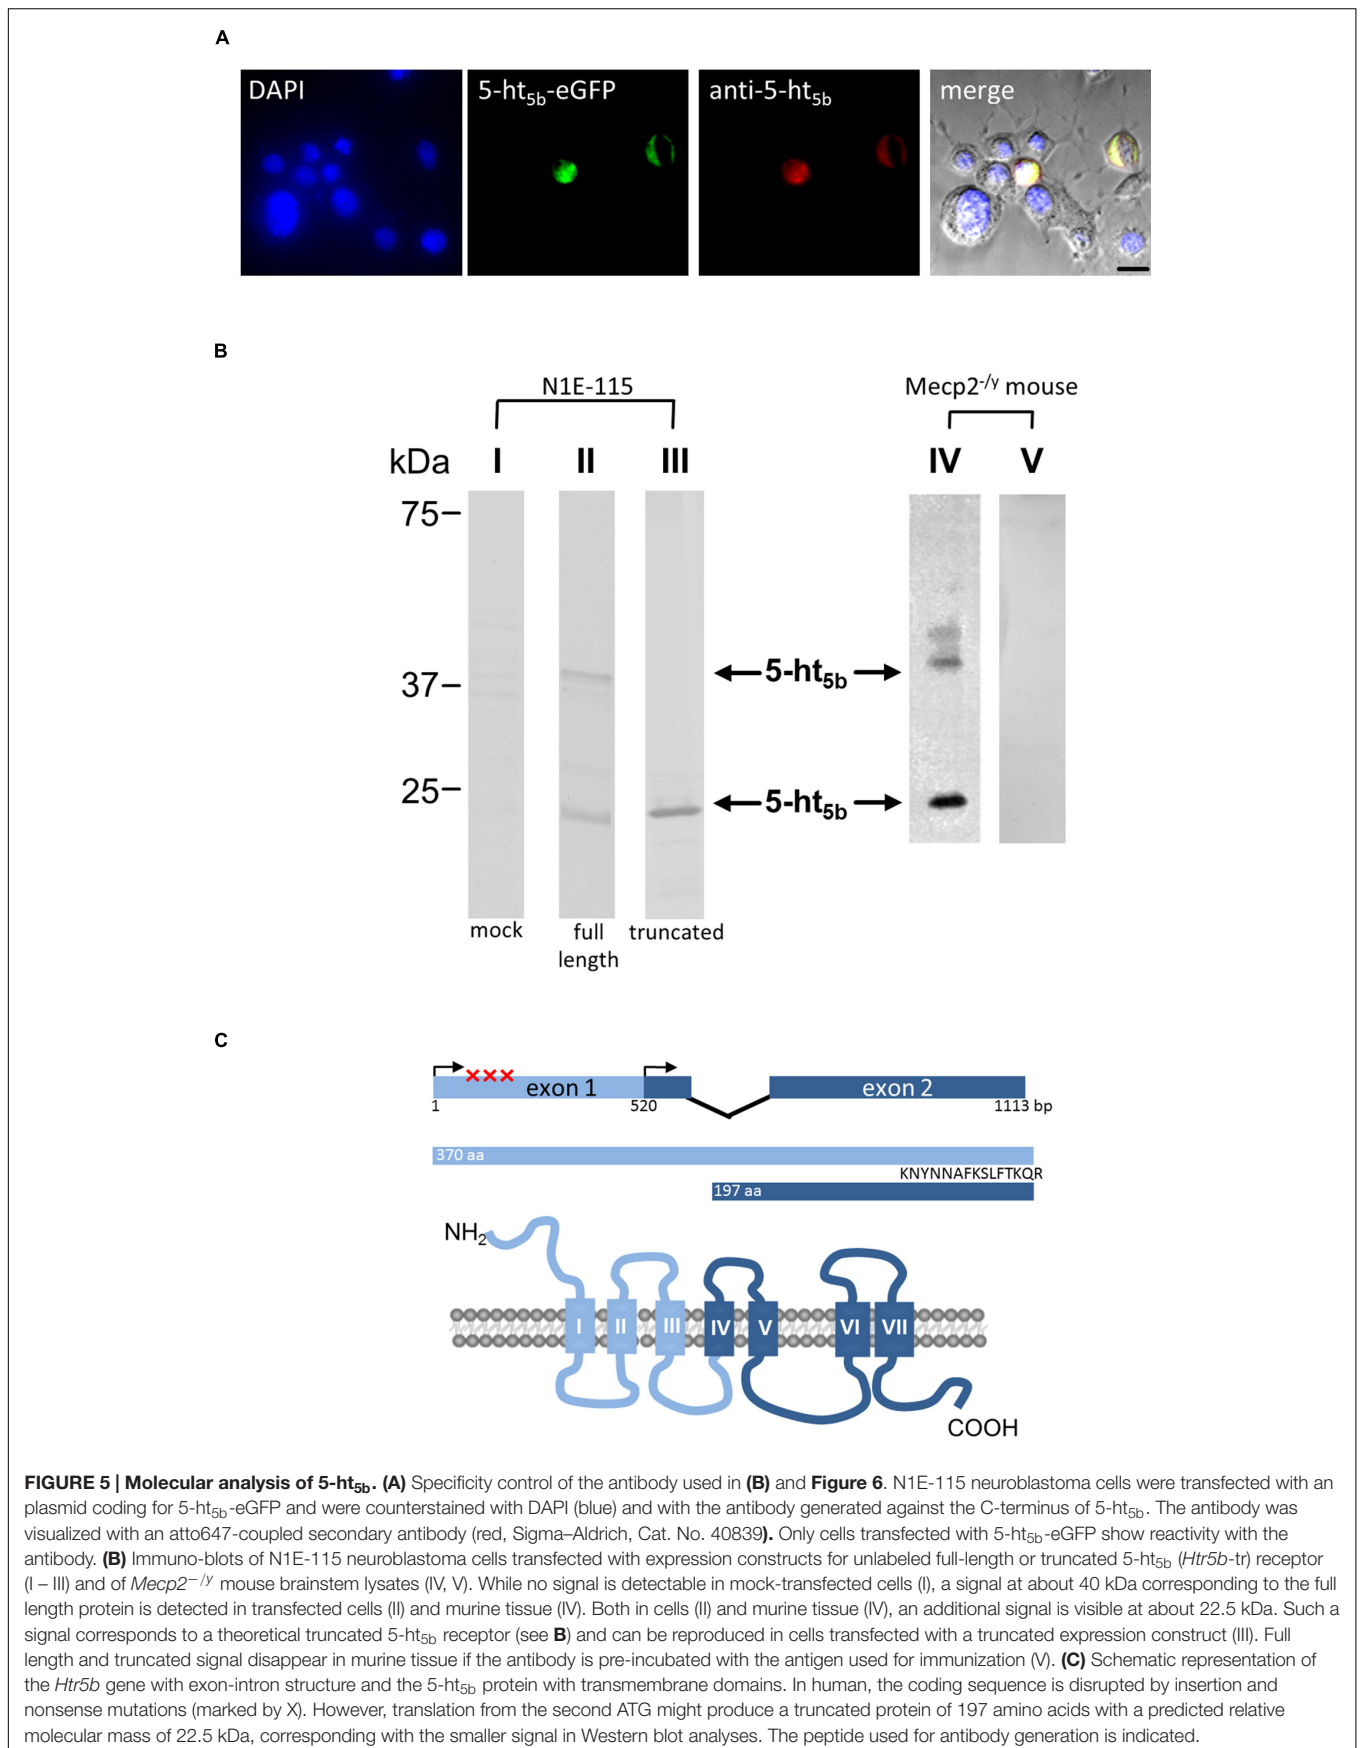 A
DAPI
5-ht5b-eGFP
anti-5-ht5b
merge
B
N1E-115
Mecp2-/y mouse
kDa I II III IV V
75–
37–
25–
←5-ht5b→
←5-ht5b→
mock
full length
truncated
C
×××
exon 1
exon 2
1
520
1113 bp
370 aa
KNYNNAFKSLFTKQR
197 aa
NH2
I II III IV V VI VII
COOH
FIGURE 5 | Molecular analysis of 5-ht5b. (A) Specificity control of the antibody used in (B) and Figure 6. N1E-115 neuroblastoma cells were transfected with an
plasmid coding for 5-ht5b-eGFP and were counterstained with DAPI (blue) and with the antibody generated against the C-terminus of 5-ht5b. The antibody was
visualized with an atto647-coupled secondary antibody (red, Sigma–Aldrich, Cat. No. 40839). Only cells transfected with 5-ht5b-eGFP show reactivity with the
antibody. (B) Immuno-blots of N1E-115 neuroblastoma cells transfected with expression constructs for unlabeled full-length or truncated 5-ht5b (Htr5b-tr) receptor
(I – III) and of Mecp2−/y mouse brainstem lysates (IV, V). While no signal is detectable in mock-transfected cells (I), a signal at about 40 kDa corresponding to the full
length protein is detected in transfected cells (II) and murine tissue (IV). Both in cells (II) and murine tissue (IV), an additional signal is visible at about 22.5 kDa. Such a
signal corresponds to a theoretical truncated 5-ht5b receptor (see B) and can be reproduced in cells transfected with a truncated expression construct (III). Full
length and truncated signal disappear in murine tissue if the antibody is pre-incubated with the antigen used for immunization (V). (C) Schematic representation of
the Htr5b gene with exon-intron structure and the 5-ht5b protein with transmembrane domains. In human, the coding sequence is disrupted by insertion and
nonsense mutations (marked by X). However, translation from the second ATG might produce a truncated protein of 197 amino acids with a predicted relative
molecular mass of 22.5 kDa, corresponding with the smaller signal in Western blot analyses. The peptide used for antibody generation is indicated.